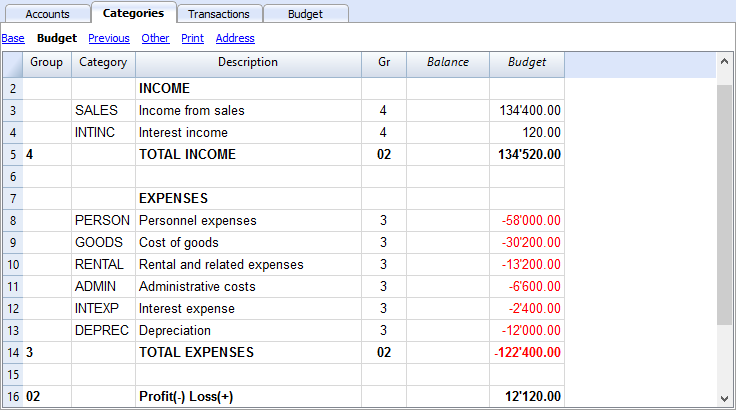 Accounts Categories Transactions Budget
Base Budget Previous Other Print Address
Group Category Description Gr Balance Budget
2 INCOME
3 SALES Income from sales 4 134'400.00
4 INTINC Interest income 4 120.00
5 4 TOTAL INCOME 02 134'520.00
6
7 EXPENSES
8 PERSON Personnel expenses 3 -58'000.00
9 GOODS Cost of goods 3 -30'200.00
10 RENTAL Rental and related expenses 3 -13'200.00
11 ADMIN Administrative costs 3 -6'600.00
12 INTEXP Interest expense 3 -2'400.00
13 DEPREC Depreciation 3 -12'000.00
14 3 TOTAL EXPENSES 02 -122'400.00
15
16 02 Profit(-) Loss(+) 12'120.00